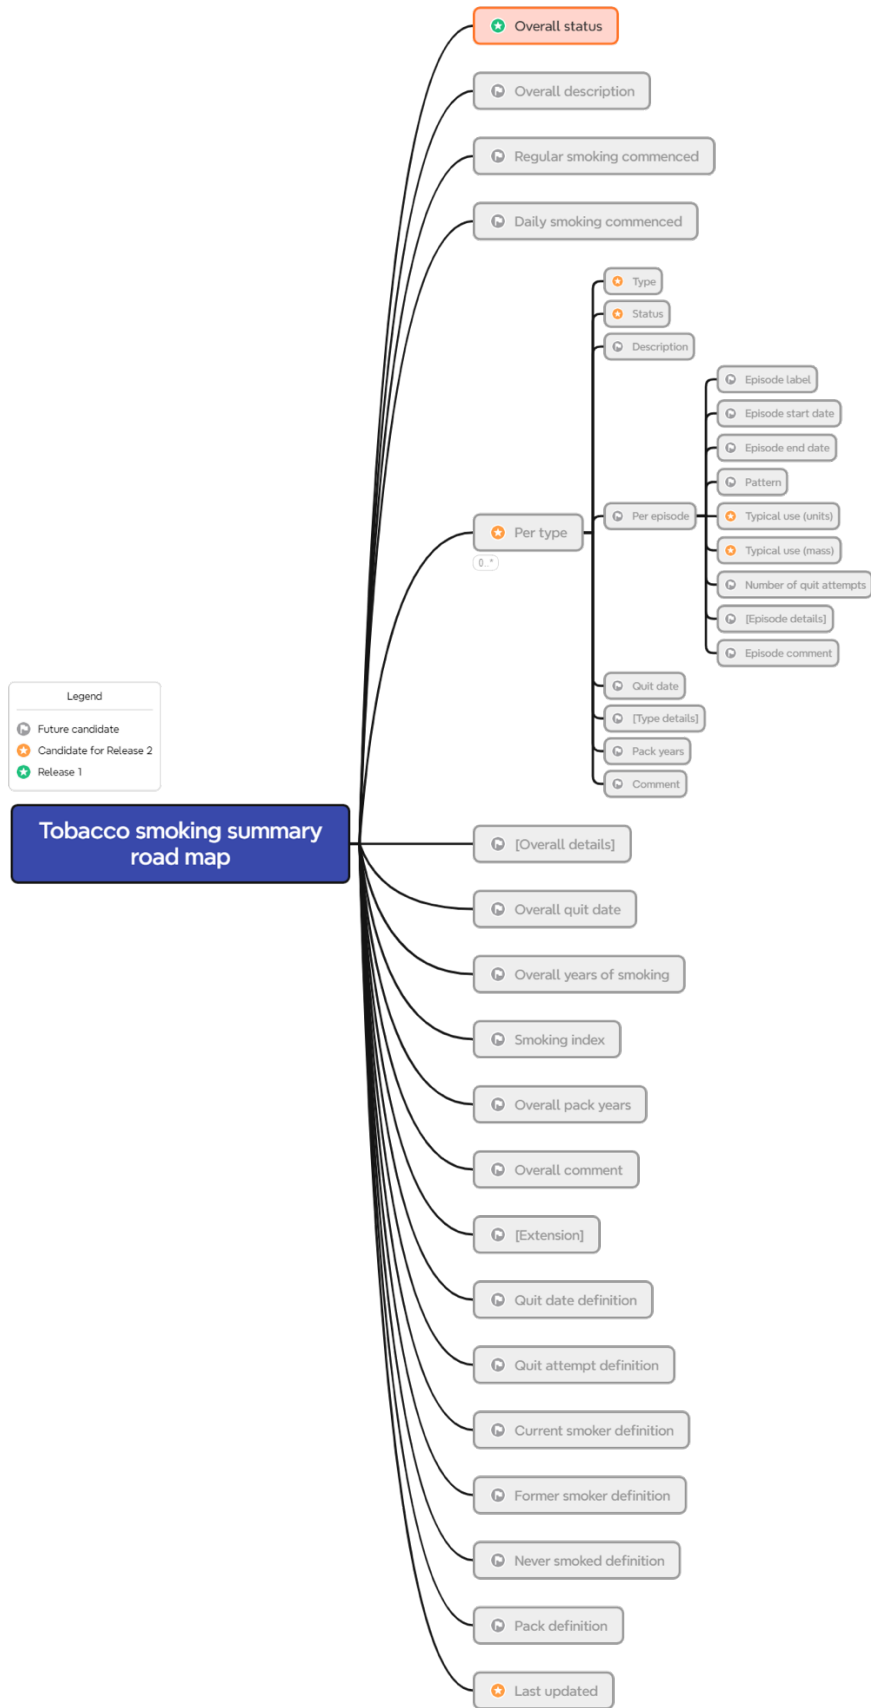 Overall status
Overall description
Regular smoking commenced
Daily smoking commenced
Type
Status
Description
Episode label
Episode start date
Episode end date
Pattern
Per episode
Typical use (units)
Per type
0..*
Typical use (mass)
Number of quit attempts
[Episode details]
Episode comment
Quit date
[Type details]
Pack years
Comment
Legend
Future candidate
Candidate for Release 2
Release 1
Tobacco smoking summary
road map
[Overall details]
Overall quit date
Overall years of smoking
Smoking index
Overall pack years
Overall comment
[Extension]
Quit date definition
Quit attempt definition
Current smoker definition
Former smoker definition
Never smoked definition
Pack definition
Last updated